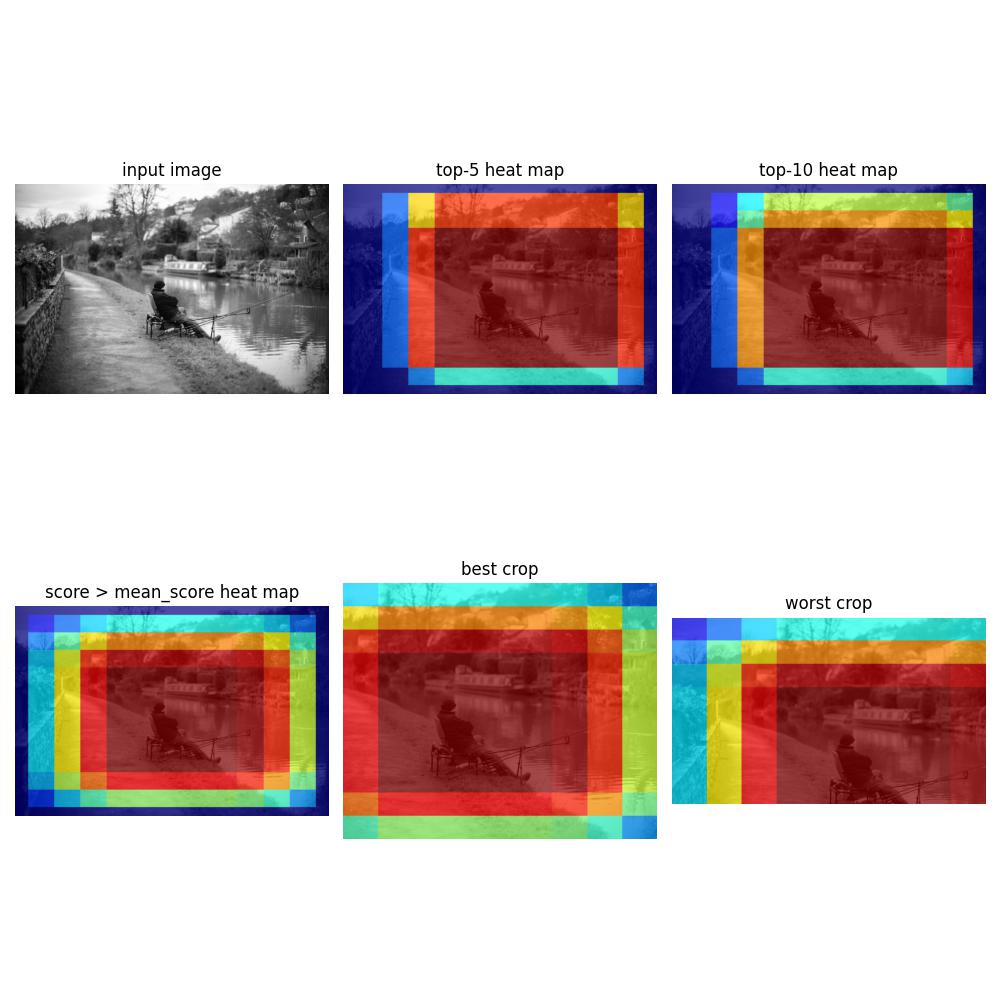 input image
top-5 heat map
top-10 heat map
score > mean_score heat map
best crop
worst crop